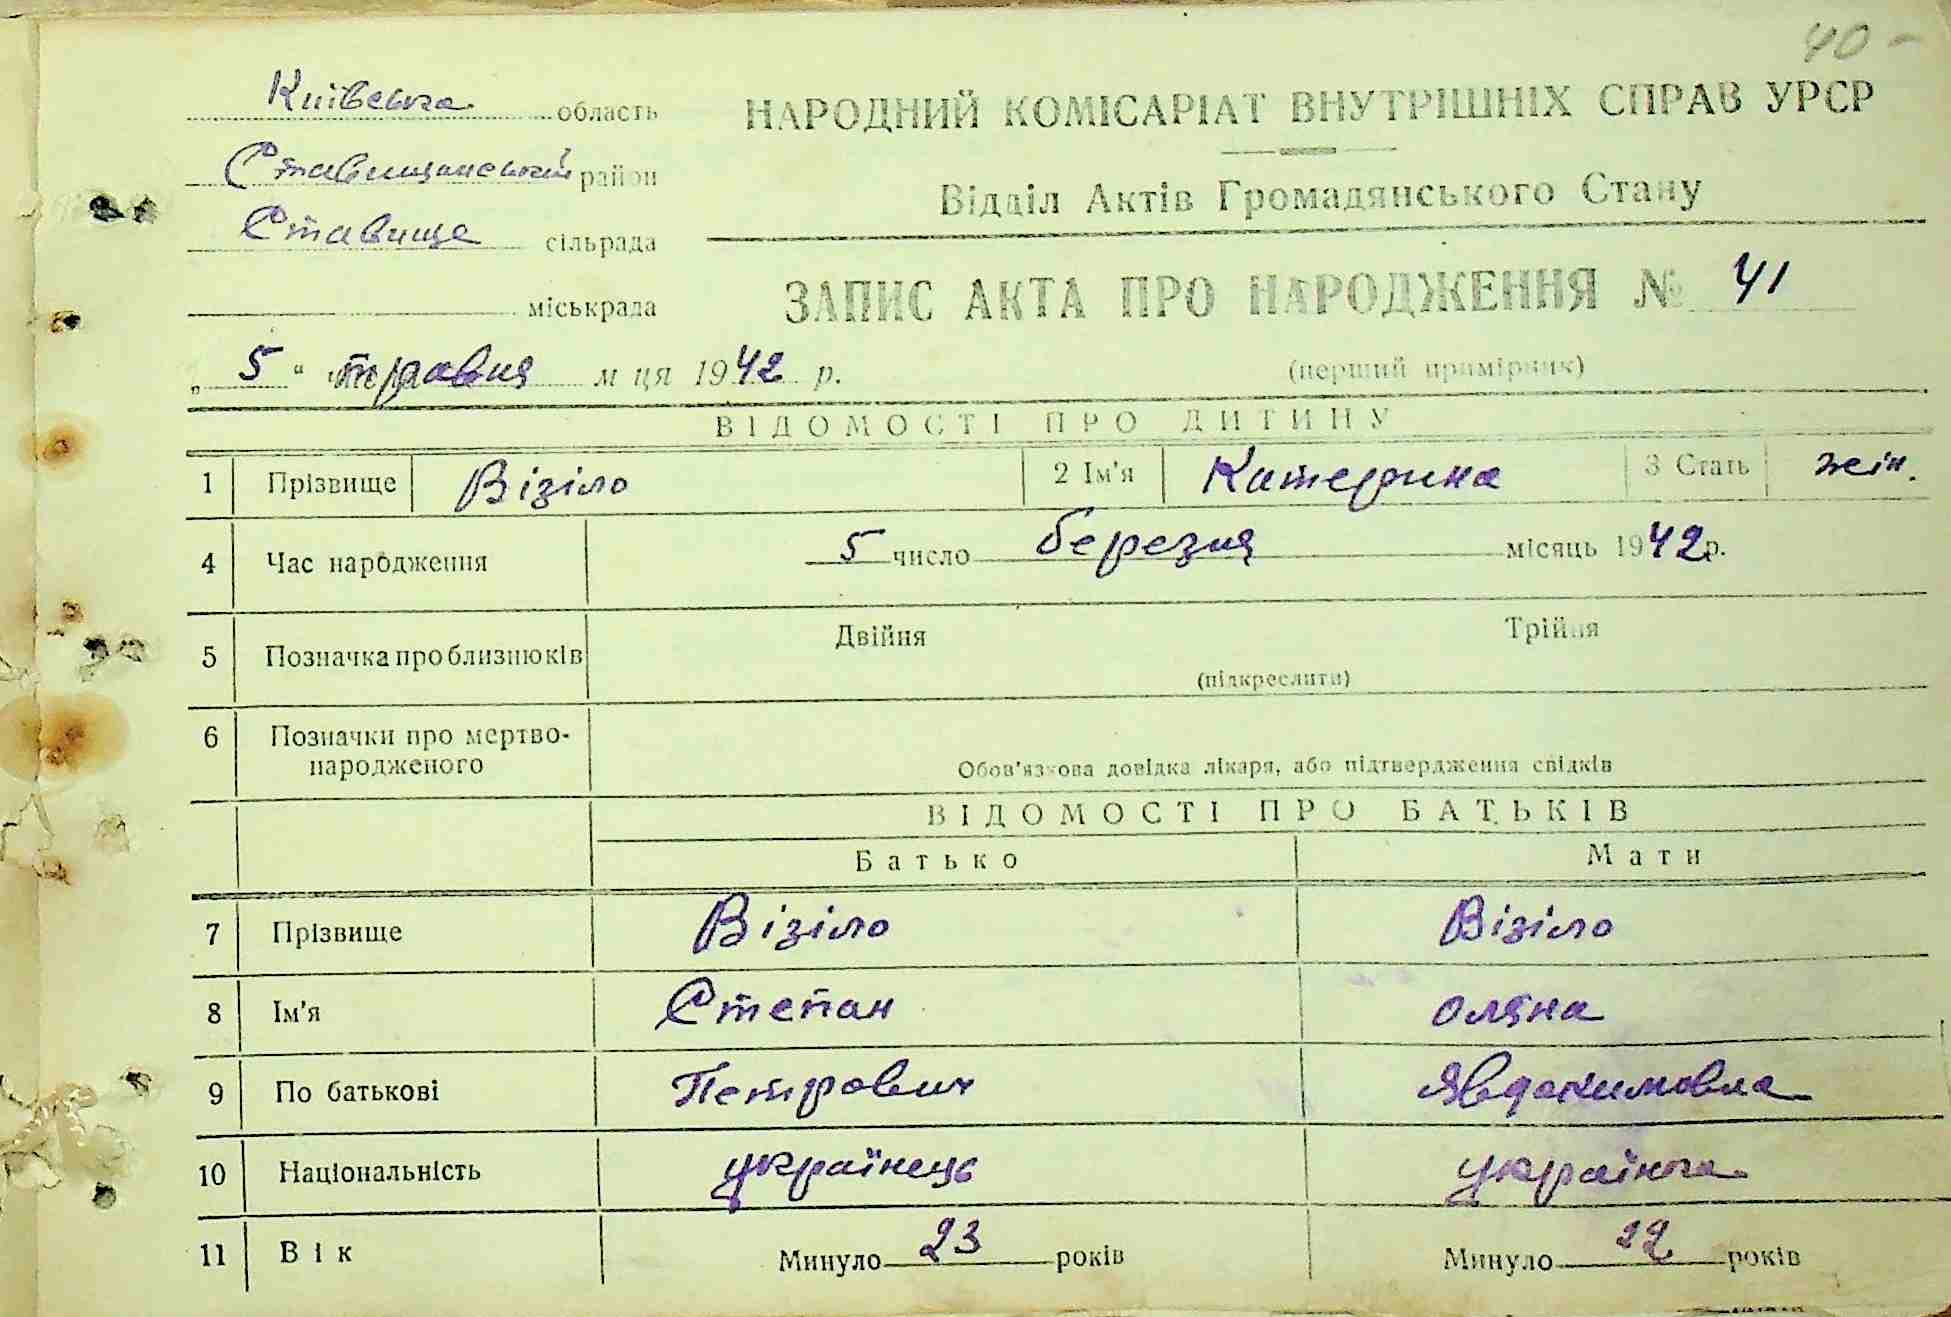 40 -
Київська область
Ставищанський район
Ставище сільрада
міськрада
НАРОДНИЙ КОМІСАРІАТ ВНУТРІШНІХ СПРАВ УРСР
Відділ Актів Громадянського Стану
ЗАПИС АКТА ПРО НАРОДЖЕННЯ № 41
„ 5 “ травня м ця 1942 р.
(перший примірник)
ВІДОМОСТІ ПРО ДИТИНУ
1 Прізвище Візіло 2 Ім'я Катерина 3 Стать жін.
4 Час народження 5 число березня місяць 1942 р.
5 Позначка про близнюків Двійня Трійня
(підкреслити)
6 Позначки про мертво-
народженого
Обов'язкова довідка лікаря, або підтвердження свідків
ВІДОМОСТІ ПРО БАТЬКІВ
Батько Мати
7 Прізвище Візіло Візіло
8 Ім'я Степан Оляна
9 По батькові Петрович Явдокимовна
10 Національність українець українка
11 Вік Минуло 23 років Минуло 22 років